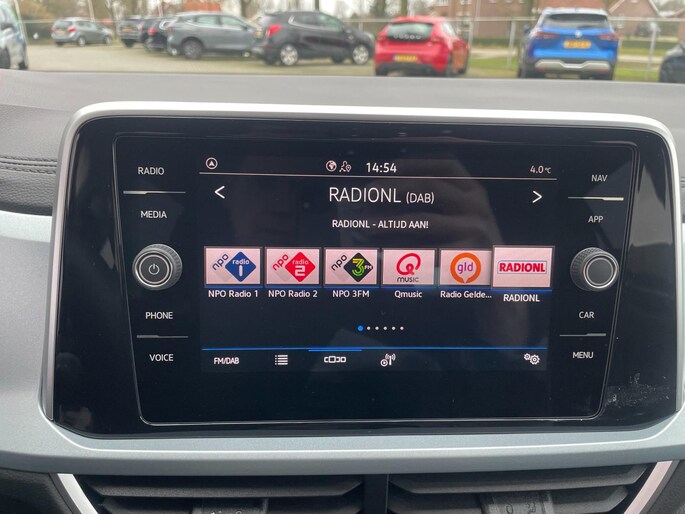 RADIO
MEDIA
PHONE
VOICE
14:54
4.0 °C
RADIONL (DAB)
RADIONL - ALTIJD AAN!
npo radio 1
npo radio 2
npo 3FM
Q music
gld
RADIONL
NPO Radio 1
NPO Radio 2
NPO 3FM
Qmusic
Radio Gelde...
RADIONL
FM/DAB
NAV
APP
CAR
MENU